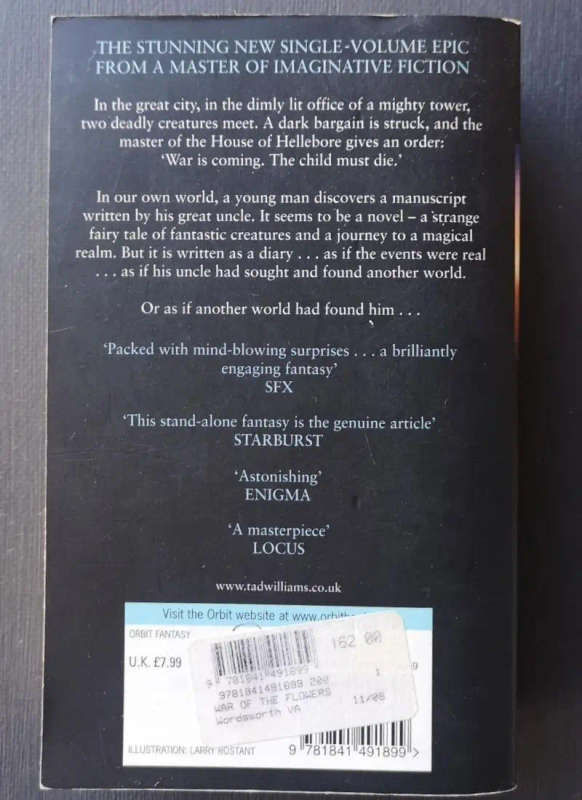 THE STUNNING NEW SINGLE-VOLUME EPIC
FROM A MASTER OF IMAGINATIVE FICTION
In the great city, in the dimly lit office of a mighty tower,
two deadly creatures meet. A dark bargain is struck, and the
master of the House of Hellebore gives an order:
‘War is coming. The child must die.’
In our own world, a young man discovers a manuscript
written by his great uncle. It seems to be a novel – a strange
fairy tale of fantastic creatures and a journey to a magical
realm. But it is written as a diary . . . as if the events were real
. . . as if his uncle had sought and found another world.
Or as if another world had found him . . .
‘Packed with mind-blowing surprises . . . a brilliantly
engaging fantasy’
SFX
‘This stand-alone fantasy is the genuine article’
STARBURST
‘Astonishing’
ENIGMA
‘A masterpiece’
LOCUS
www.tadwilliams.co.uk
Visit the Orbit website at
ORBIT FANTASY
U.K. £7.99
162 00
9 781841 491899
9781841491899 200
1
WAR OF THE FLOWERS
Wordsworth VA
11/08
ILLUSTRATION: LARRY ROSTANT
9 781841 491899 >